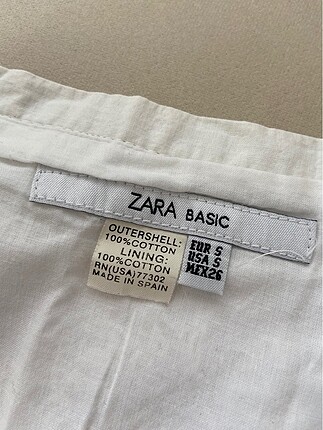 ZARA BASIC
OUTERSHELL:
100%COTTON
LINING:
100%COTTON
RN(USA)77302
MADE IN SPAIN
EUR S
USA S
MEX26